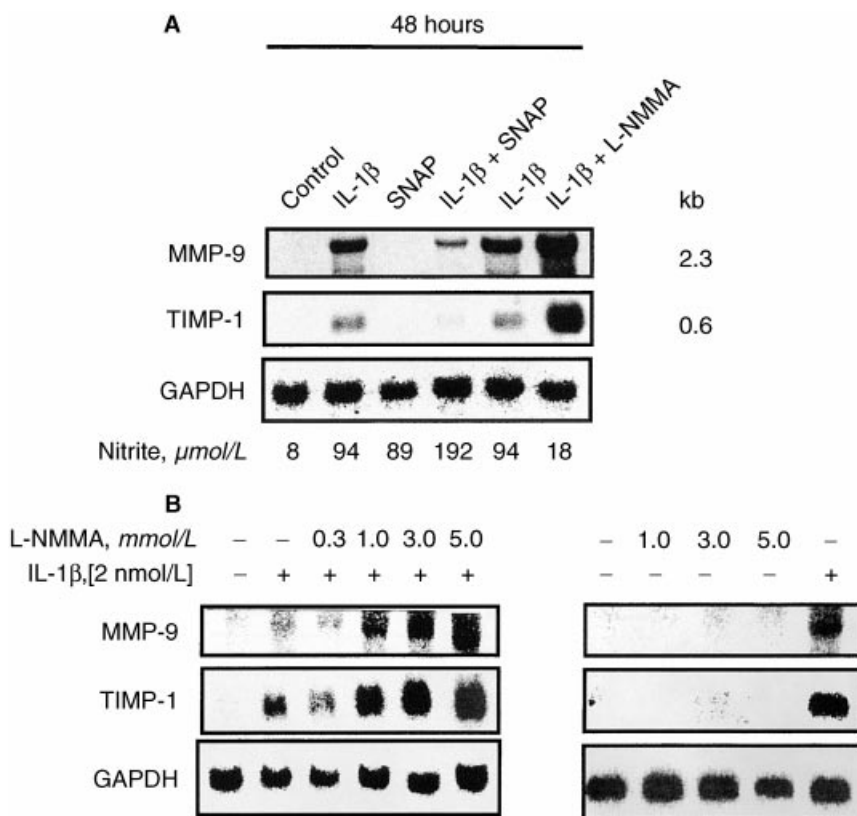 A
48 hours
Control IL-1β SNAP IL-1β + SNAP IL-1β IL-1β + L-NMMA
kb
MMP-9 2.3
TIMP-1 0.6
GAPDH
Nitrite, μmol/L 8 94 89 192 94 18
B
L-NMMA, mmol/L – – 0.3 1.0 3.0 5.0 – 1.0 3.0 5.0 –
IL-1β,[2 nmol/L] – + + + + + – – – – +
MMP-9
TIMP-1
GAPDH